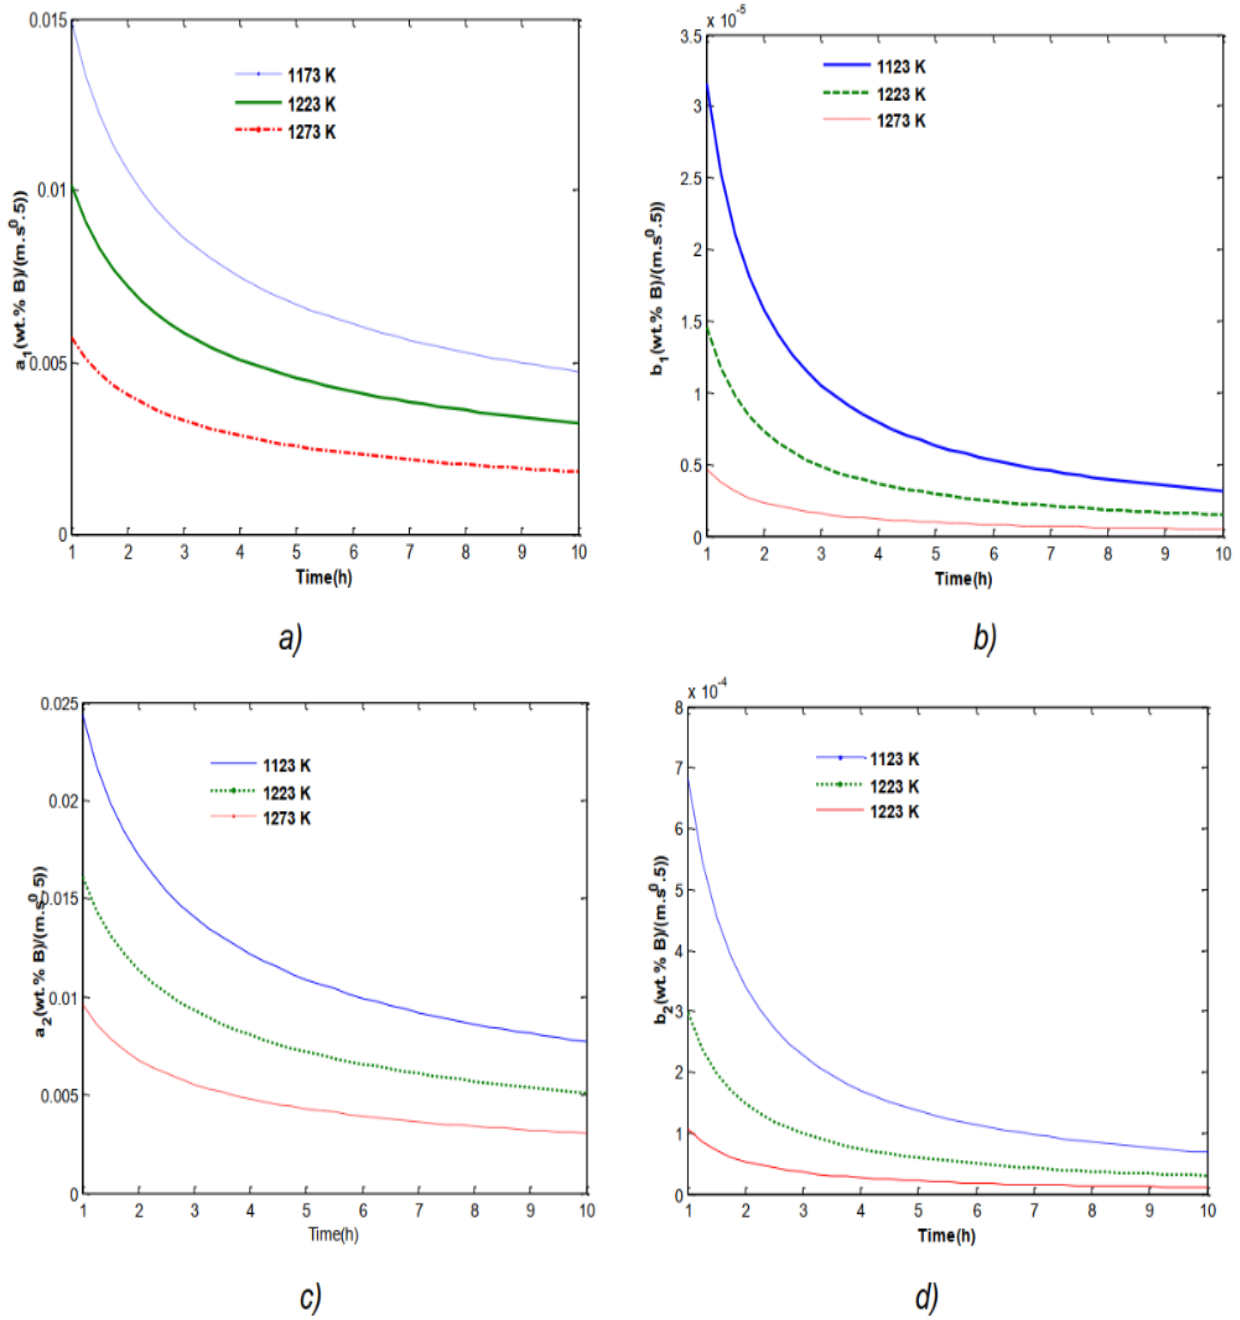 0.015
1173 K
1223 K
1273 K
0.01
0.005
0
a1(wt.% B)/(m.s^0.5))
1 2 3 4 5 6 7 8 9 10
Time(h)
a)
x 10^-5
3.5
1123 K
1223 K
1273 K
3
2.5
2
1.5
1
0.5
0
b1(wt.% B)/(m.s^0.5))
1 2 3 4 5 6 7 8 9 10
Time(h)
b)
0.025
1123 K
1223 K
1273 K
0.02
0.015
0.01
0.005
0
a2(wt.% B)/(m.s^0.5))
1 2 3 4 5 6 7 8 9 10
Time(h)
c)
x 10^-4
8
1123 K
1223 K
1223 K
7
6
5
4
3
2
1
0
b2(wt.% B)/(m.s^0.5))
1 2 3 4 5 6 7 8 9 10
Time(h)
d)